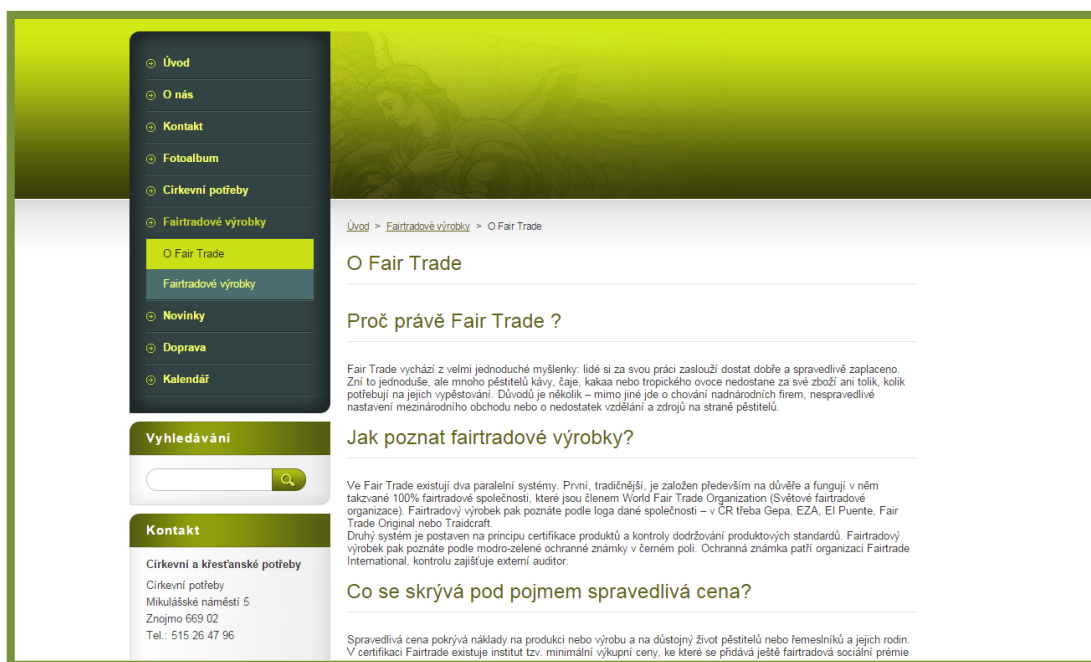 Úvod
O nás
Kontakt
Fotoalbum
Církevní potřeby
Fairtradové výrobky
O Fair Trade
Fairtradové výrobky
Novinky
Doprava
Kalendář
Vyhledávání
Kontakt
Církevní a křesťanské potřeby
Církevní potřeby
Mikulášské náměstí 5
Znojmo 669 02
Tel.: 515 26 47 96
Úvod > Fairtradové výrobky > O Fair Trade
O Fair Trade
Proč právě Fair Trade ?
Fair Trade vychází z velmi jednoduché myšlenky: lidé si za svou práci zaslouží dostat dobře a spravedlivě zaplaceno.
Zní to jednoduše, ale mnoho pěstitelů kávy, čaje, kakaa nebo tropického ovoce nedostane za své zboží ani tolik, kolik
potřebují na jejich vypěstování. Důvodů je několik – mimo jiné jde o chování nadnárodních firem, nespravedlivé
nastavení mezinárodního obchodu nebo o nedostatek vzdělání a zdrojů na straně pěstitelů.
Jak poznat fairtradové výrobky?
Ve Fair Trade existují dva paralelní systémy. První, tradičnější, je založen především na důvěře a fungují v něm
takzvané 100% fairtradové společnosti, které jsou členem World Fair Trade Organization (Světové fairtradové
organizace). Fairtradový výrobek pak poznáte podle loga dané společnosti – v ČR třeba Gepa, EZA, El Puente, Fair
Trade Original nebo Traidcraft.
Druhý systém je postaven na principu certifikace produktů a kontroly dodržování produktových standardů. Fairtradový
výrobek pak poznáte podle modro-zelené ochranné známky v černém poli. Ochranná známka patří organizaci Fairtrade
International, kontrolu zajišťuje externí auditor.
Co se skrývá pod pojmem spravedlivá cena?
Spravedlivá cena pokrývá náklady na produkci nebo výrobu a na důstojný život pěstitelů nebo řemeslníků a jejich rodin.
V certifikaci Fairtrade existuje institut tzv. minimální výkupní ceny, ke které se přidává ještě fairtradová sociální prémie